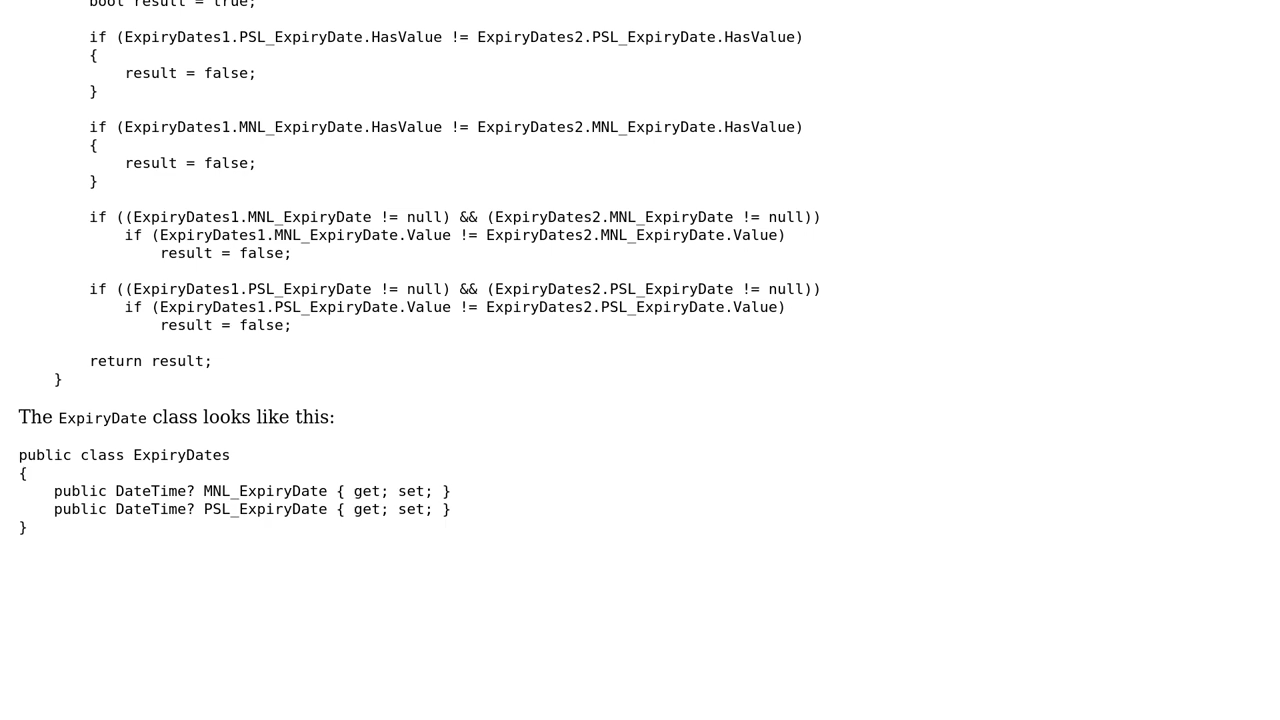 bool result = true;
if (ExpiryDates1.PSL_ExpiryDate.HasValue != ExpiryDates2.PSL_ExpiryDate.HasValue)
{
result = false;
}
if (ExpiryDates1.MNL_ExpiryDate.HasValue != ExpiryDates2.MNL_ExpiryDate.HasValue)
{
result = false;
}
if ((ExpiryDates1.MNL_ExpiryDate != null) && (ExpiryDates2.MNL_ExpiryDate != null))
if (ExpiryDates1.MNL_ExpiryDate.Value != ExpiryDates2.MNL_ExpiryDate.Value)
result = false;
if ((ExpiryDates1.PSL_ExpiryDate != null) && (ExpiryDates2.PSL_ExpiryDate != null))
if (ExpiryDates1.PSL_ExpiryDate.Value != ExpiryDates2.PSL_ExpiryDate.Value)
result = false;
return result;
}
The ExpiryDate class looks like this:
public class ExpiryDates
{
public DateTime? MNL_ExpiryDate { get; set; }
public DateTime? PSL_ExpiryDate { get; set; }
}